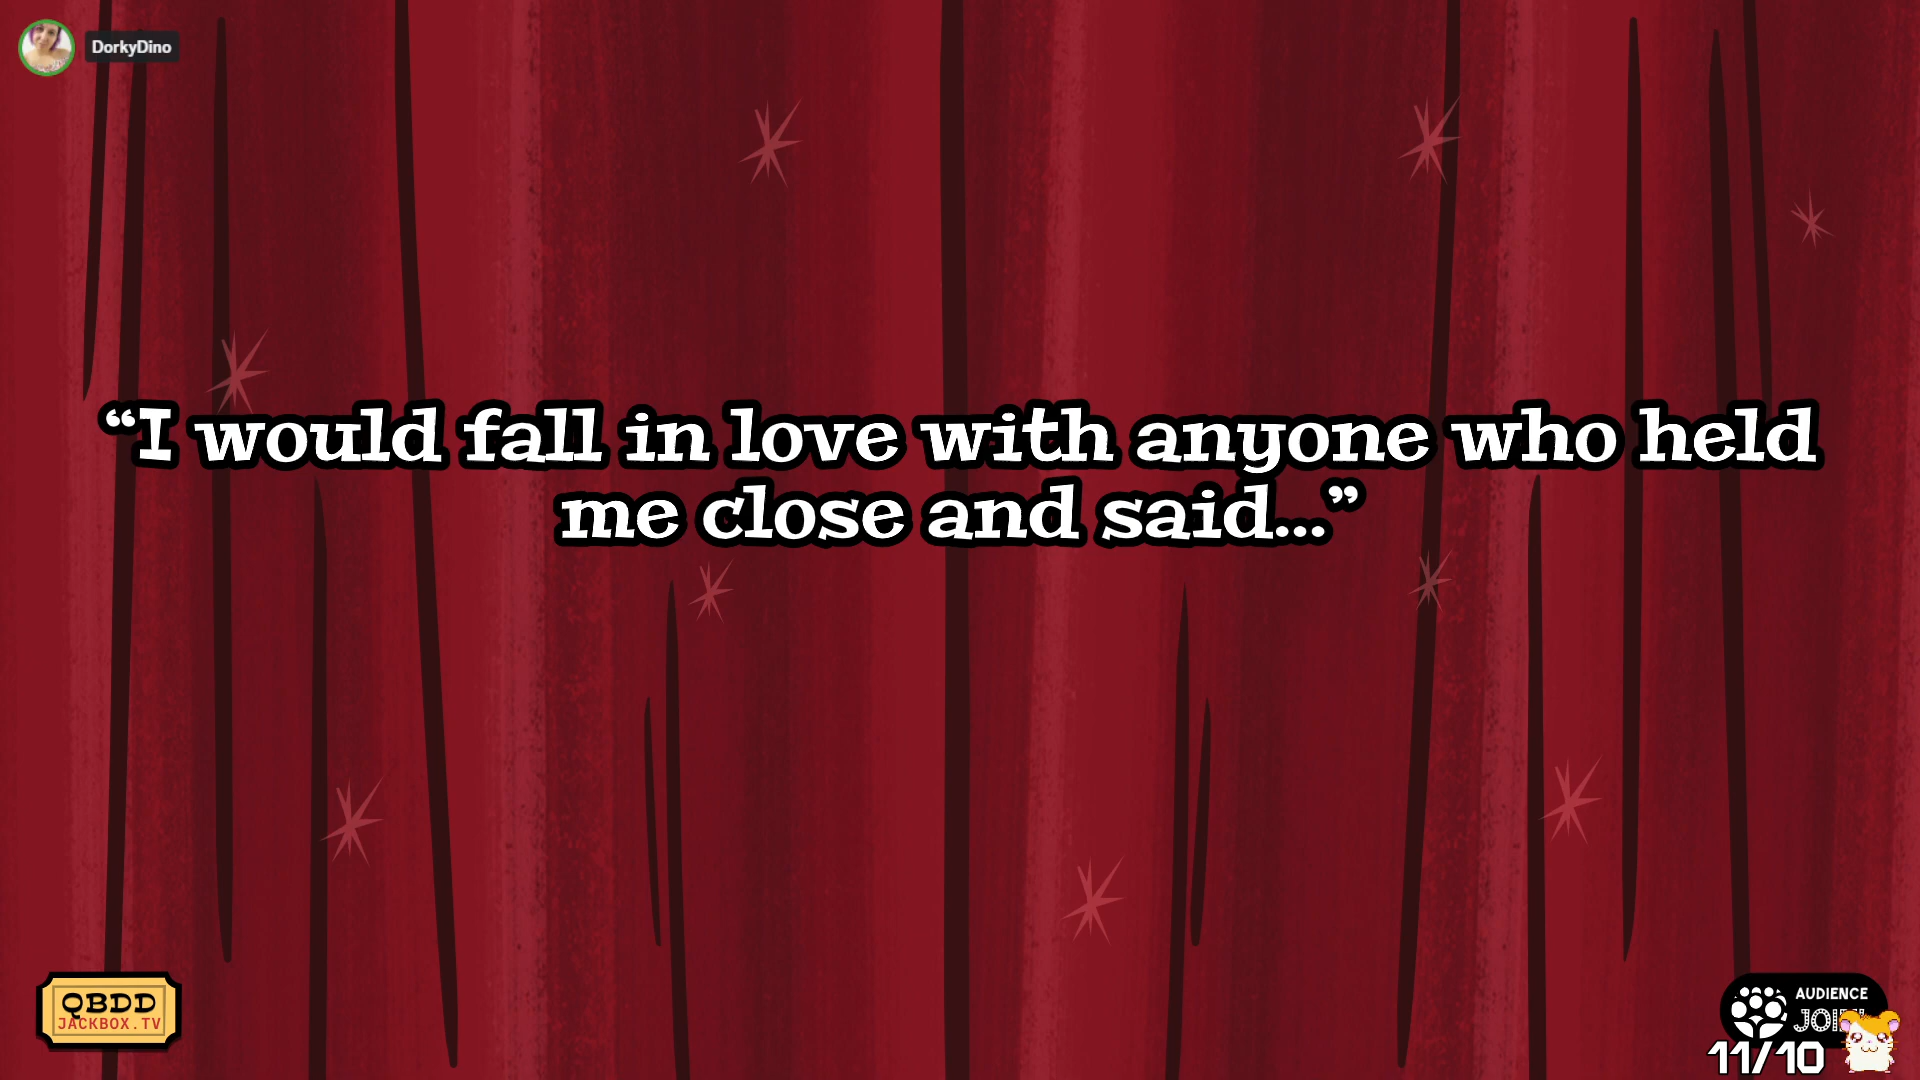 DorkyDino
“I would fall in love with anyone who held
me close and said...”
QBDD
JACKBOX.TV
AUDIENCE
11/10